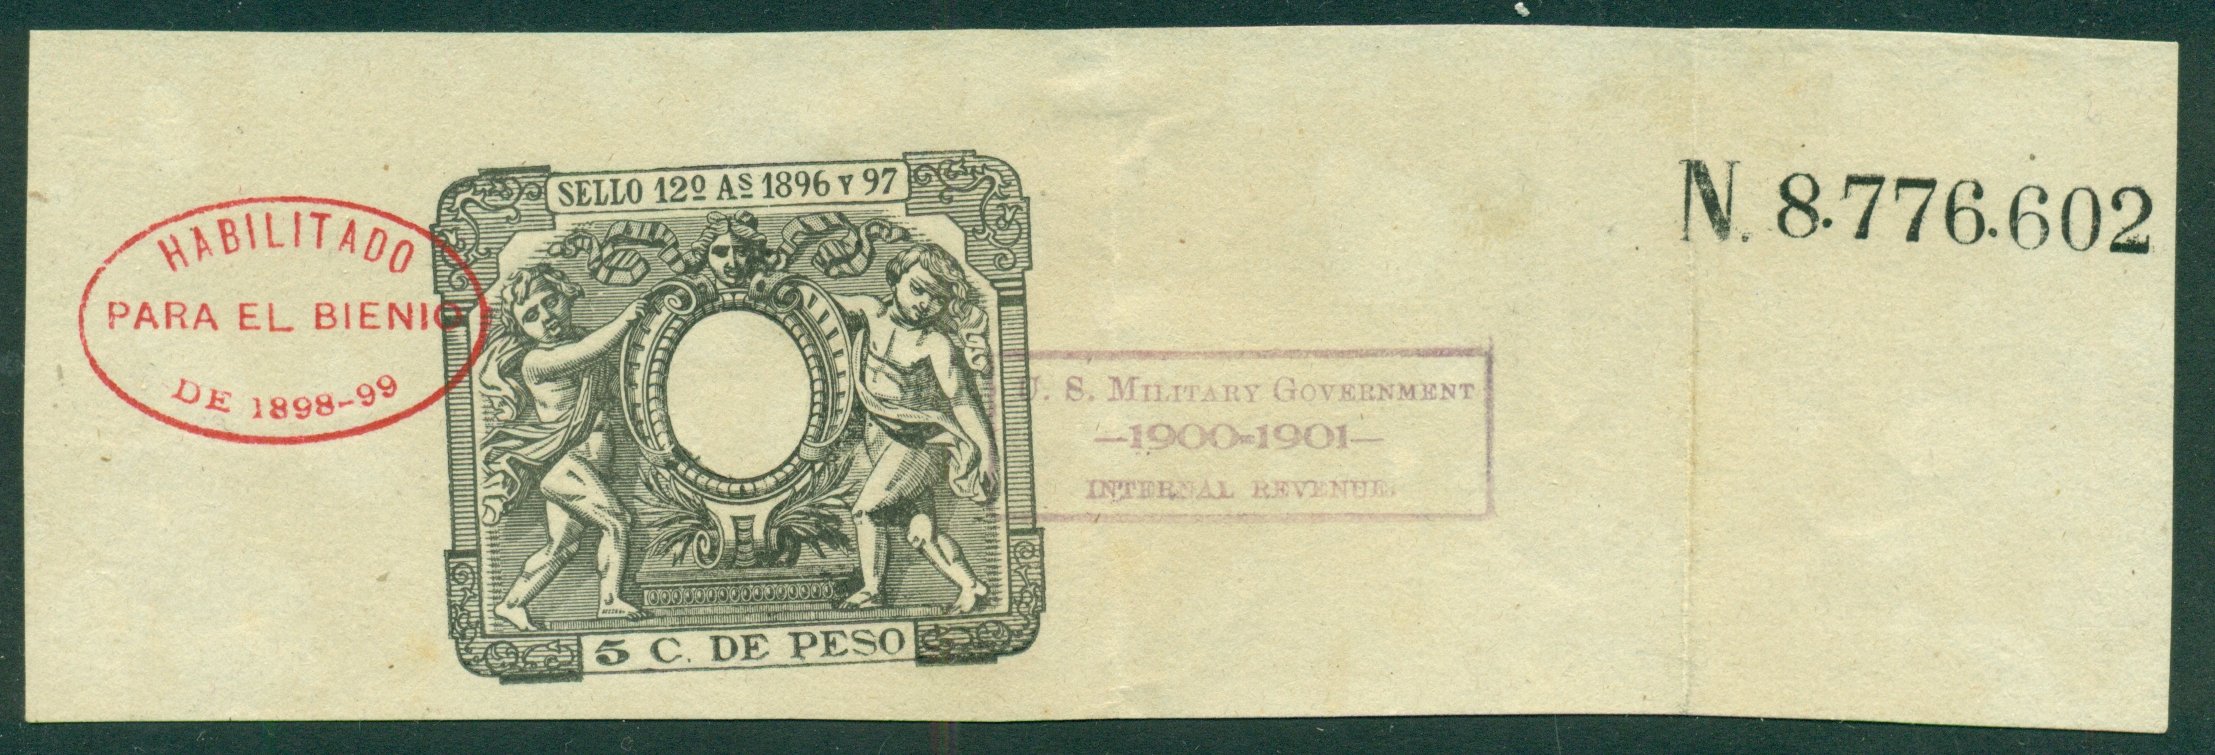 HABILITADO
PARA EL BIENIO
DE 1898-99
SELLO 12º Aˢ 1896 Y 97
5 C. DE PESO
U. S. MILITARY GOVERNMENT
—1900-1901—
INTERNAL REVENUE
N. 8.776.602